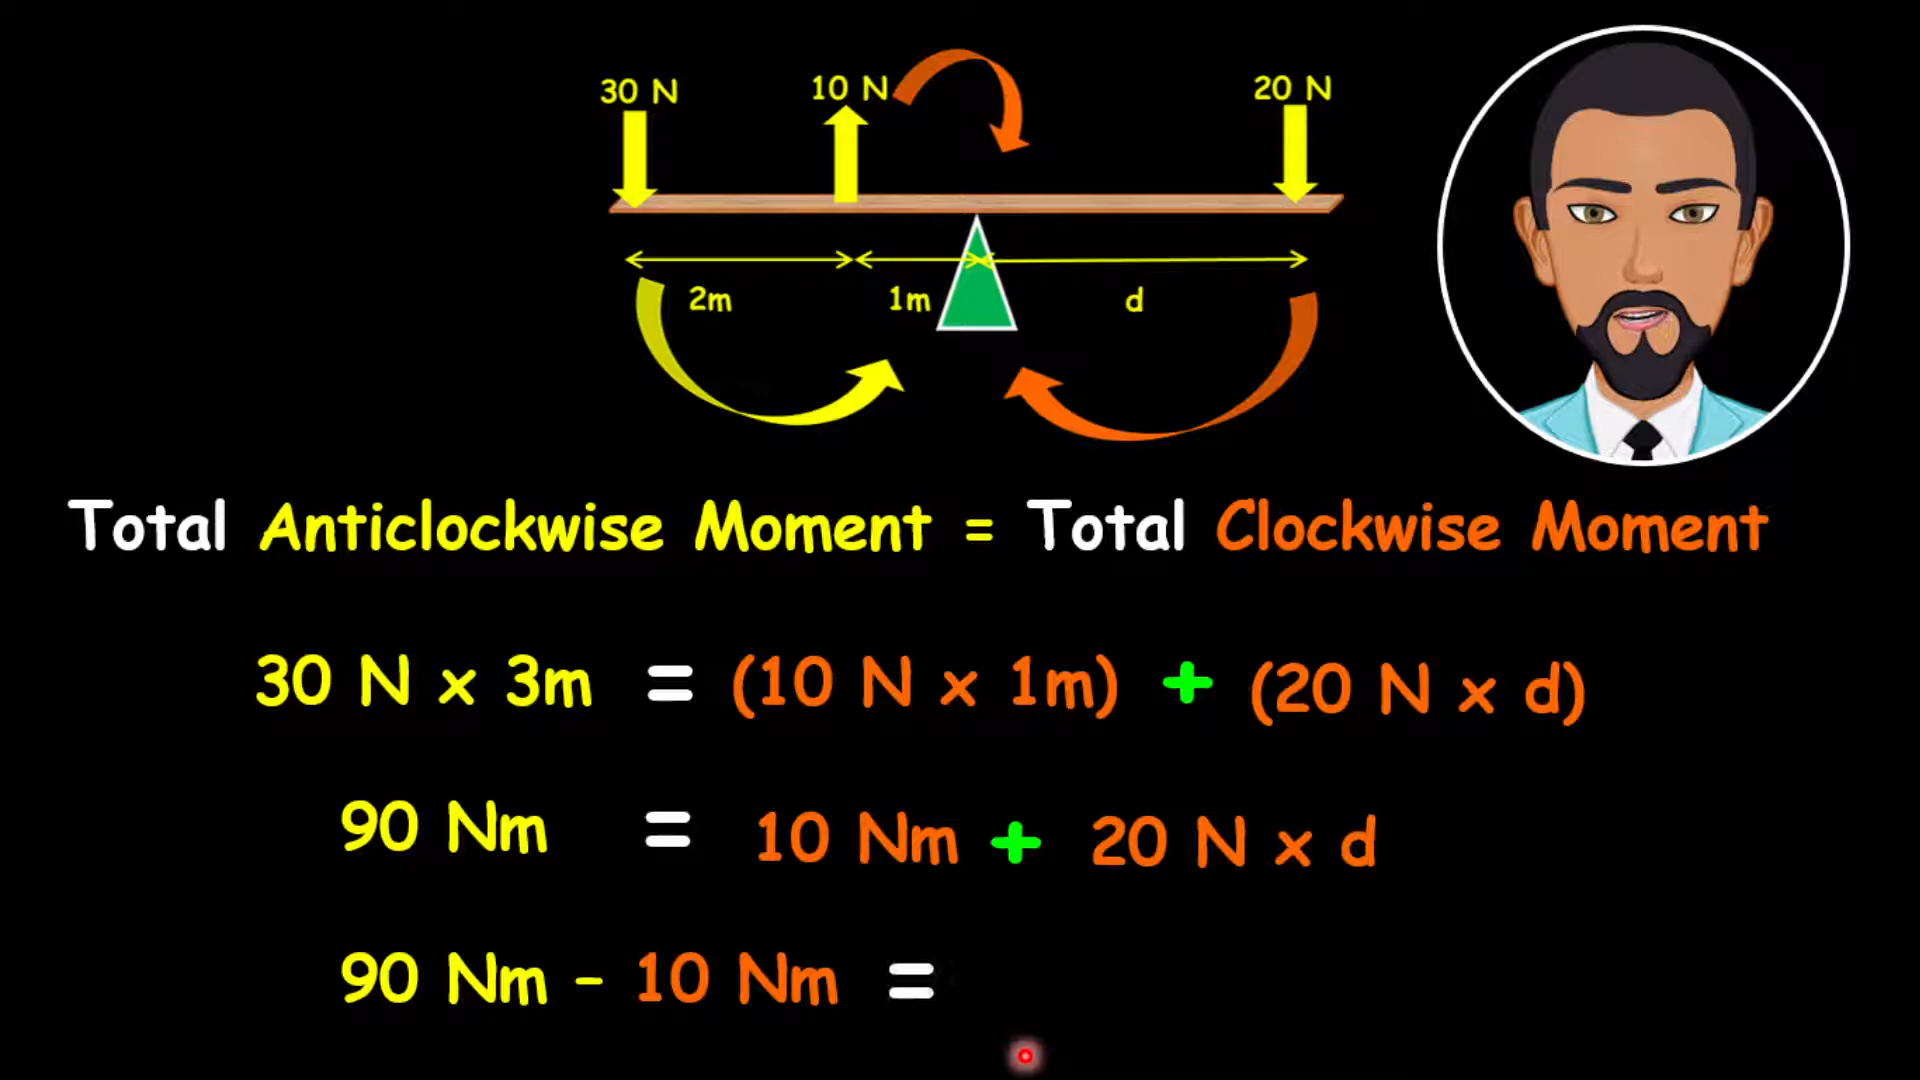 30 N 10 N 20 N
2m 1m d
Total Anticlockwise Moment = Total Clockwise Moment
30 N x 3m = (10 N x 1m) + (20 N x d)
90 Nm = 10 Nm + 20 N x d
90 Nm - 10 Nm =